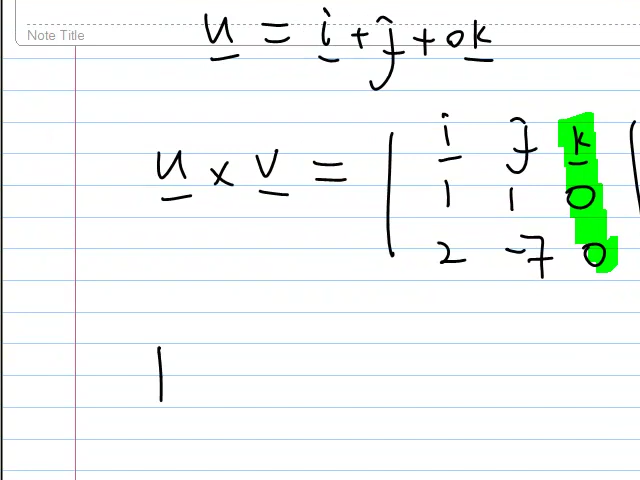 Note Title
u = i + j + 0k
u × v = | i j k |
1 1 0
2 -7 0
|